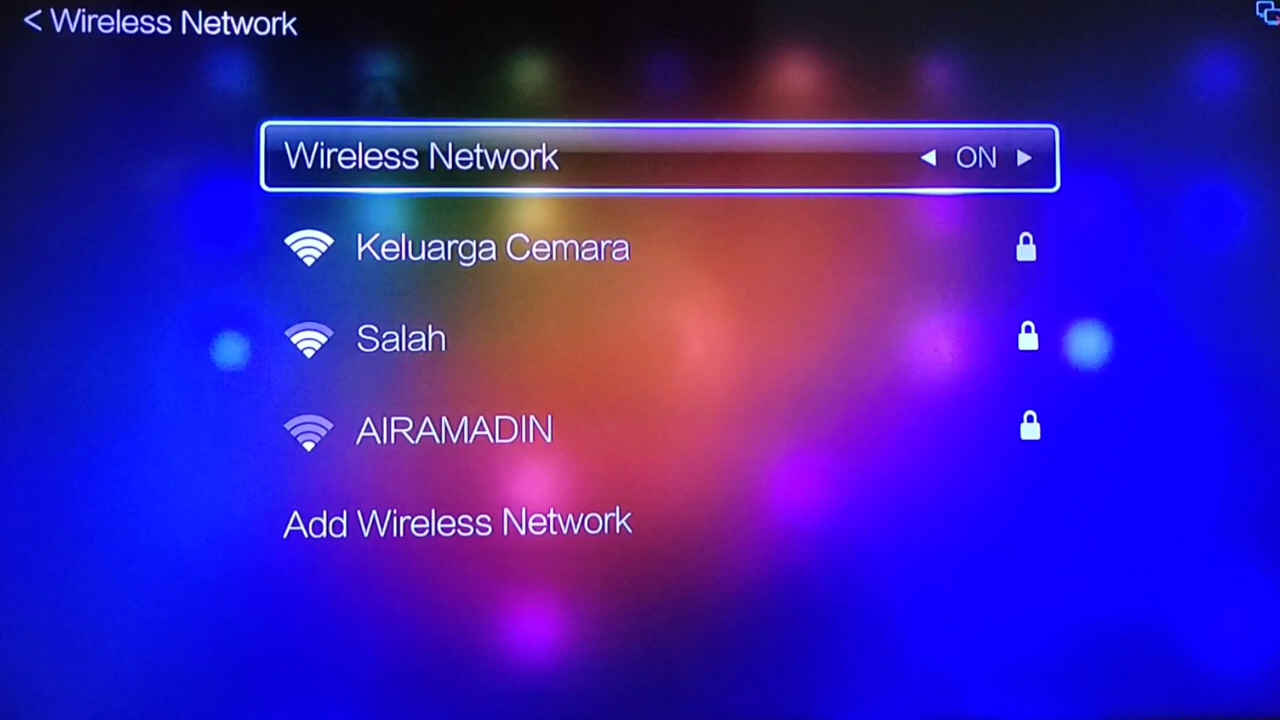 < Wireless Network
Wireless Network ◀ ON ▶
Keluarga Cemara
Salah
AIRAMADIN
Add Wireless Network